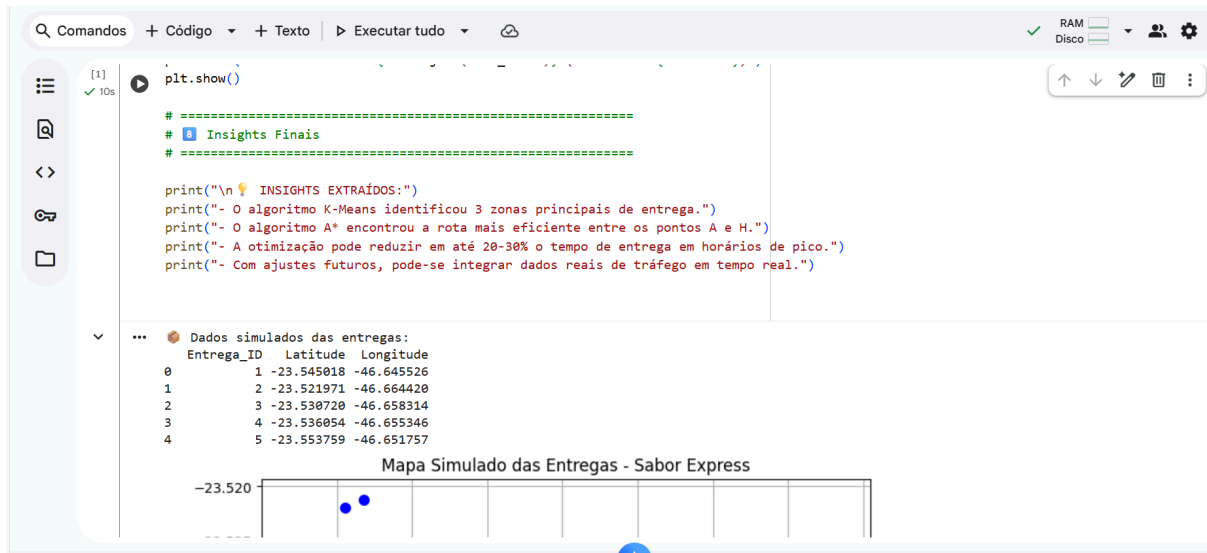 Comandos + Código + Texto Executar tudo RAM Disco
[1] plt.show()
10s
# ============================================================
# 8 Insights Finais
# ============================================================
print("\n💡 INSIGHTS EXTRAÍDOS:")
print("- O algoritmo K-Means identificou 3 zonas principais de entrega.")
print("- O algoritmo A* encontrou a rota mais eficiente entre os pontos A e H.")
print("- A otimização pode reduzir em até 20-30% o tempo de entrega em horários de pico.")
print("- Com ajustes futuros, pode-se integrar dados reais de tráfego em tempo real.")
📦 Dados simulados das entregas:
Entrega_ID Latitude Longitude
0 1 -23.545018 -46.645526
1 2 -23.521971 -46.664420
2 3 -23.530720 -46.658314
3 4 -23.536054 -46.655346
4 5 -23.553759 -46.651757
Mapa Simulado das Entregas - Sabor Express
−23.520